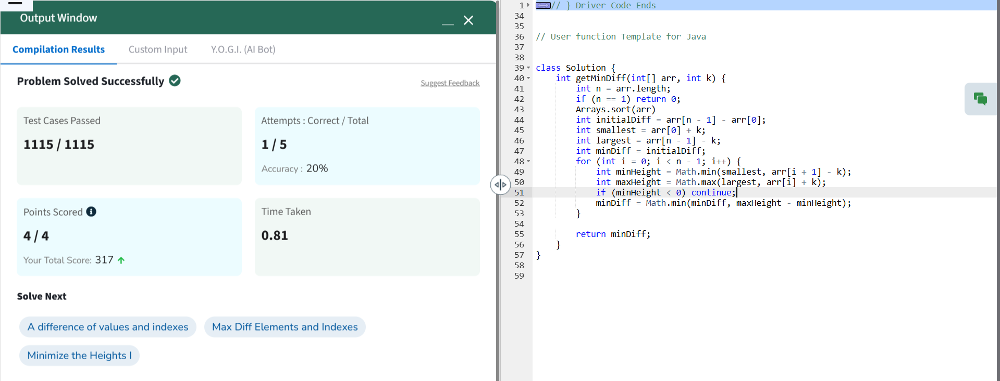 Output Window
Compilation Results Custom Input Y.O.G.I. (AI Bot)
Problem Solved Successfully
Suggest Feedback
Test Cases Passed
1115 / 1115
Attempts : Correct / Total
1 / 5
Accuracy : 20%
Points Scored
4 / 4
Your Total Score: 317
Time Taken
0.81
Solve Next
A difference of values and indexes
Max Diff Elements and Indexes
Minimize the Heights I
1 // } Driver Code Ends
34
35
36 // User function Template for Java
37
38
39 class Solution {
40     int getMinDiff(int[] arr, int k) {
41         int n = arr.length;
42         if (n == 1) return 0;
43         Arrays.sort(arr)
44         int initialDiff = arr[n - 1] - arr[0];
45         int smallest = arr[0] + k;
46         int largest = arr[n - 1] - k;
47         int minDiff = initialDiff;
48         for (int i = 0; i < n - 1; i++) {
49             int minHeight = Math.min(smallest, arr[i + 1] - k);
50             int maxHeight = Math.max(largest, arr[i] + k);
51             if (minHeight < 0) continue;
52             minDiff = Math.min(minDiff, maxHeight - minHeight);
53         }
54
55         return minDiff;
56     }
57 }
58
59